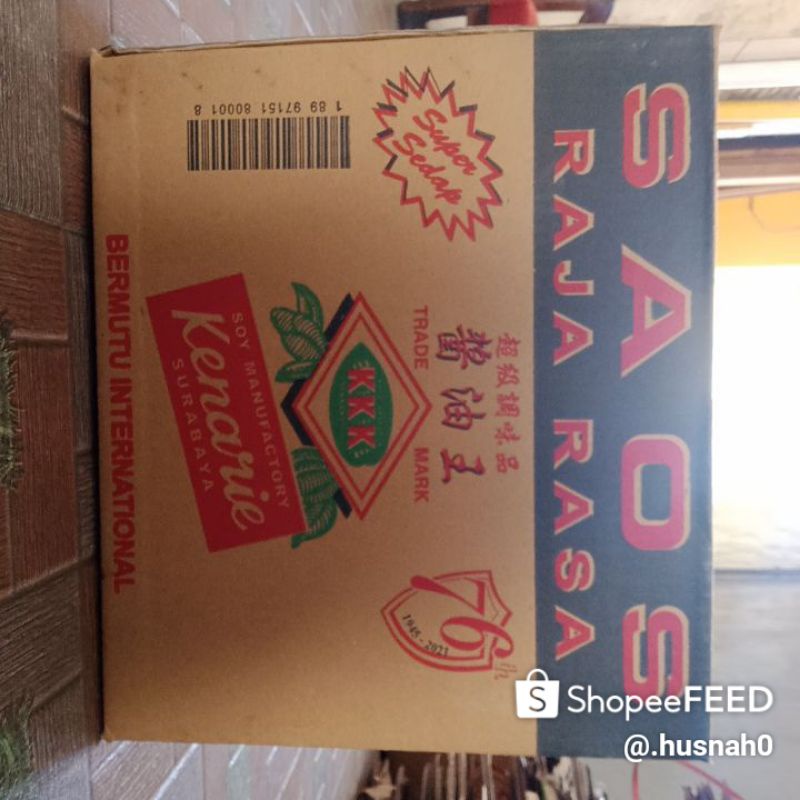 SAOS
RAJA RASA
Super
Sedap
超級調味品
醬油王
TRADE MARK
KKK
76th
1945-2021
SOY MANUFACTORY
Kenarie
SURABAYA
BERMUTU INTERNATIONAL
1 89 97151 80001 8
ShopeeFEED
@.husnah0